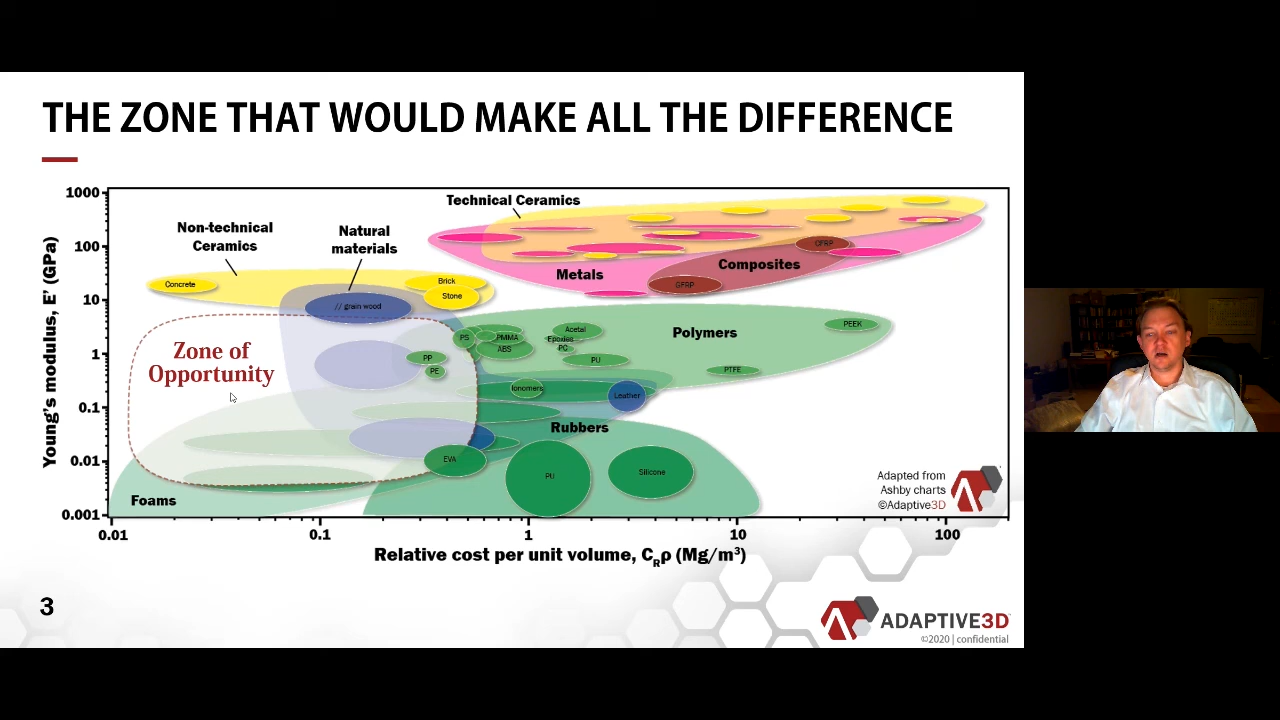 THE ZONE THAT WOULD MAKE ALL THE DIFFERENCE
1000
100
10
1
0.1
0.01
0.001
Young's modulus, E' (GPa)
Technical Ceramics
Non-technical
Ceramics
Natural
materials
Metals
Composites
CFRP
GFRP
Concrete
Brick
Stone
// grain wood
Zone of
Opportunity
Polymers
PS
PMMA
ABS
Acetal
Epoxies
PC
PU
PEEK
PTFE
PP
PE
Ionomers
Leather
Rubbers
EVA
PU
Silicone
Foams
Adapted from
Ashby charts
©Adaptive3D
0.01
0.1
1
10
100
Relative cost per unit volume, CRρ (Mg/m³)
3
ADAPTIVE3D
©2020 | confidential